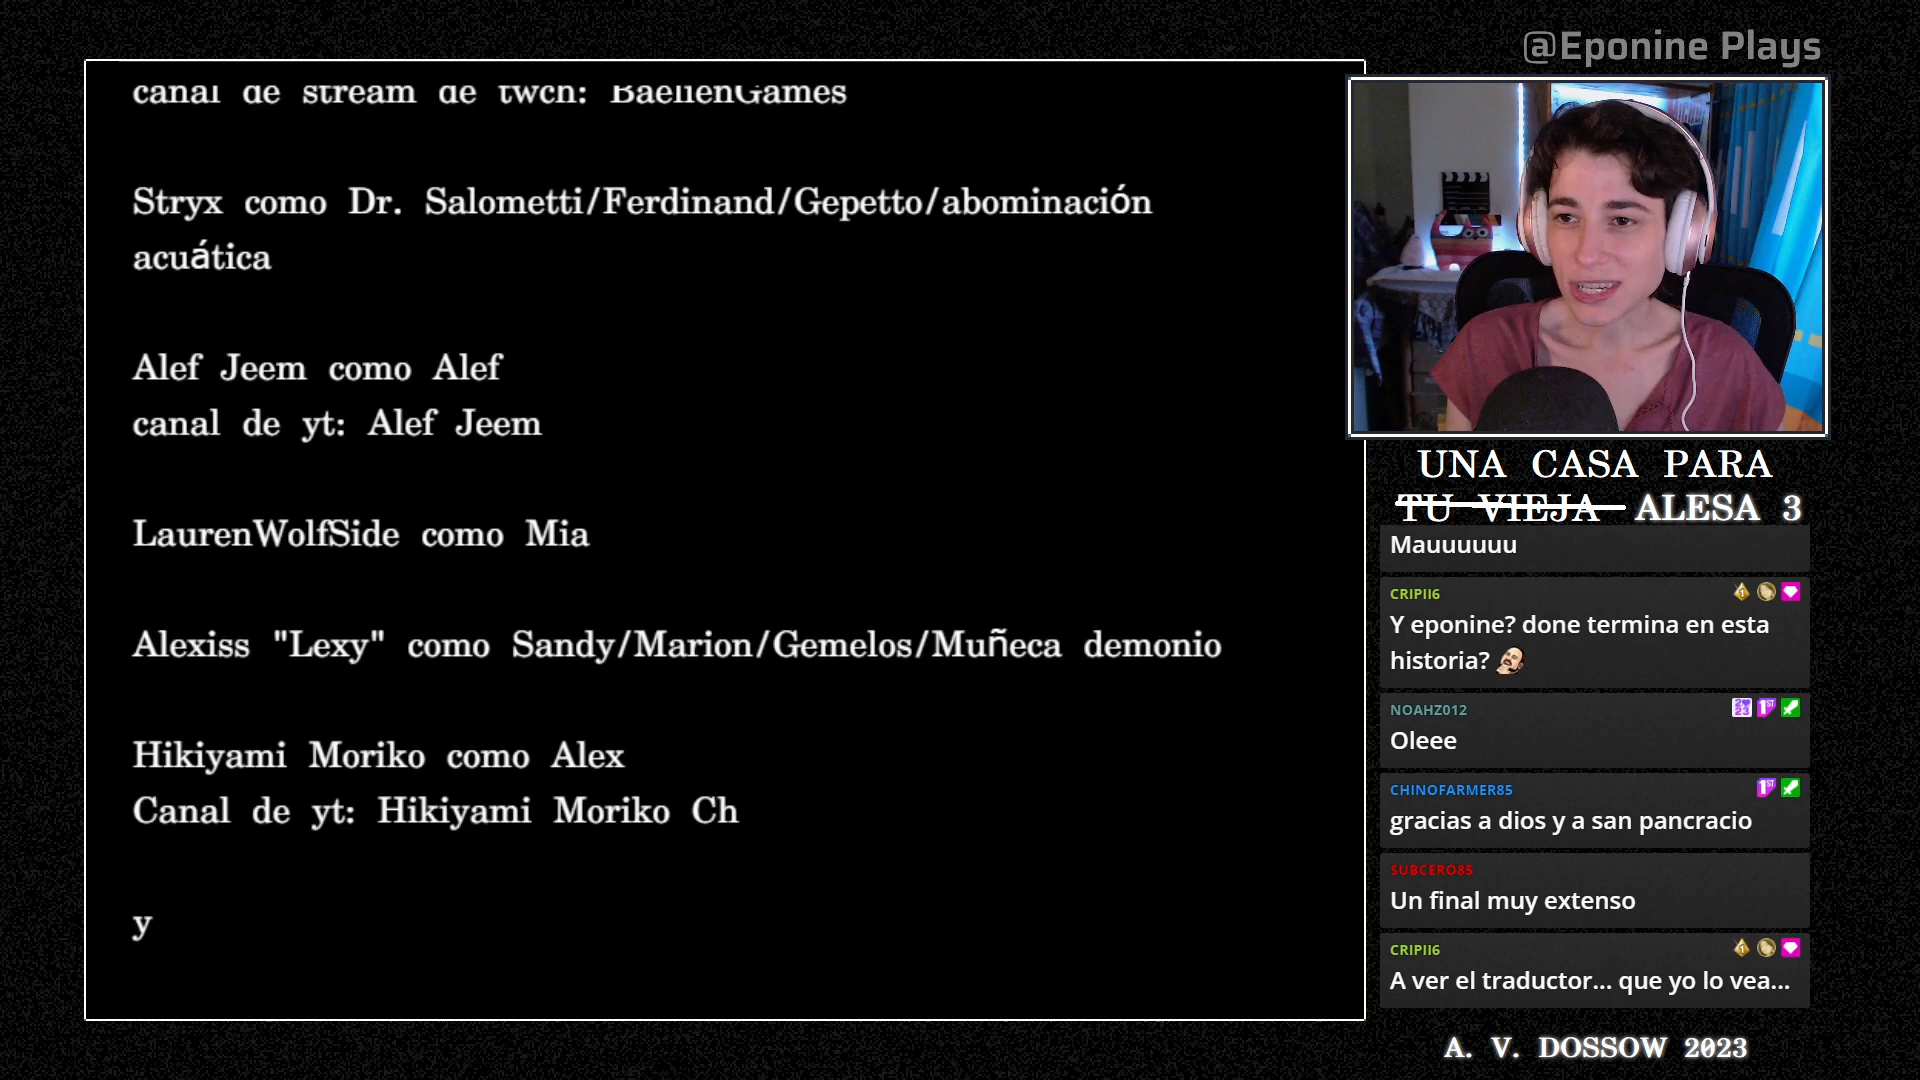 @Eponine Plays
canal de stream de twch: BaelienGames
Stryx como Dr. Salometti/Ferdinand/Gepetto/abominación
acuática
Alef Jeem como Alef
canal de yt: Alef Jeem
LaurenWolfSide como Mia
Alexiss "Lexy" como Sandy/Marion/Gemelos/Muñeca demonio
Hikiyami Moriko como Alex
Canal de yt: Hikiyami Moriko Ch
y
UNA CASA PARA
TU VIEJA ALESA 3
Mauuuuuu
CRIPII6
Y eponine? done termina en esta
historia?
NOAHZ012
Oleee
CHINOFARMER85
gracias a dios y a san pancracio
SUBCERO85
Un final muy extenso
CRIPII6
A ver el traductor... que yo lo vea...
A. V. DOSSOW 2023